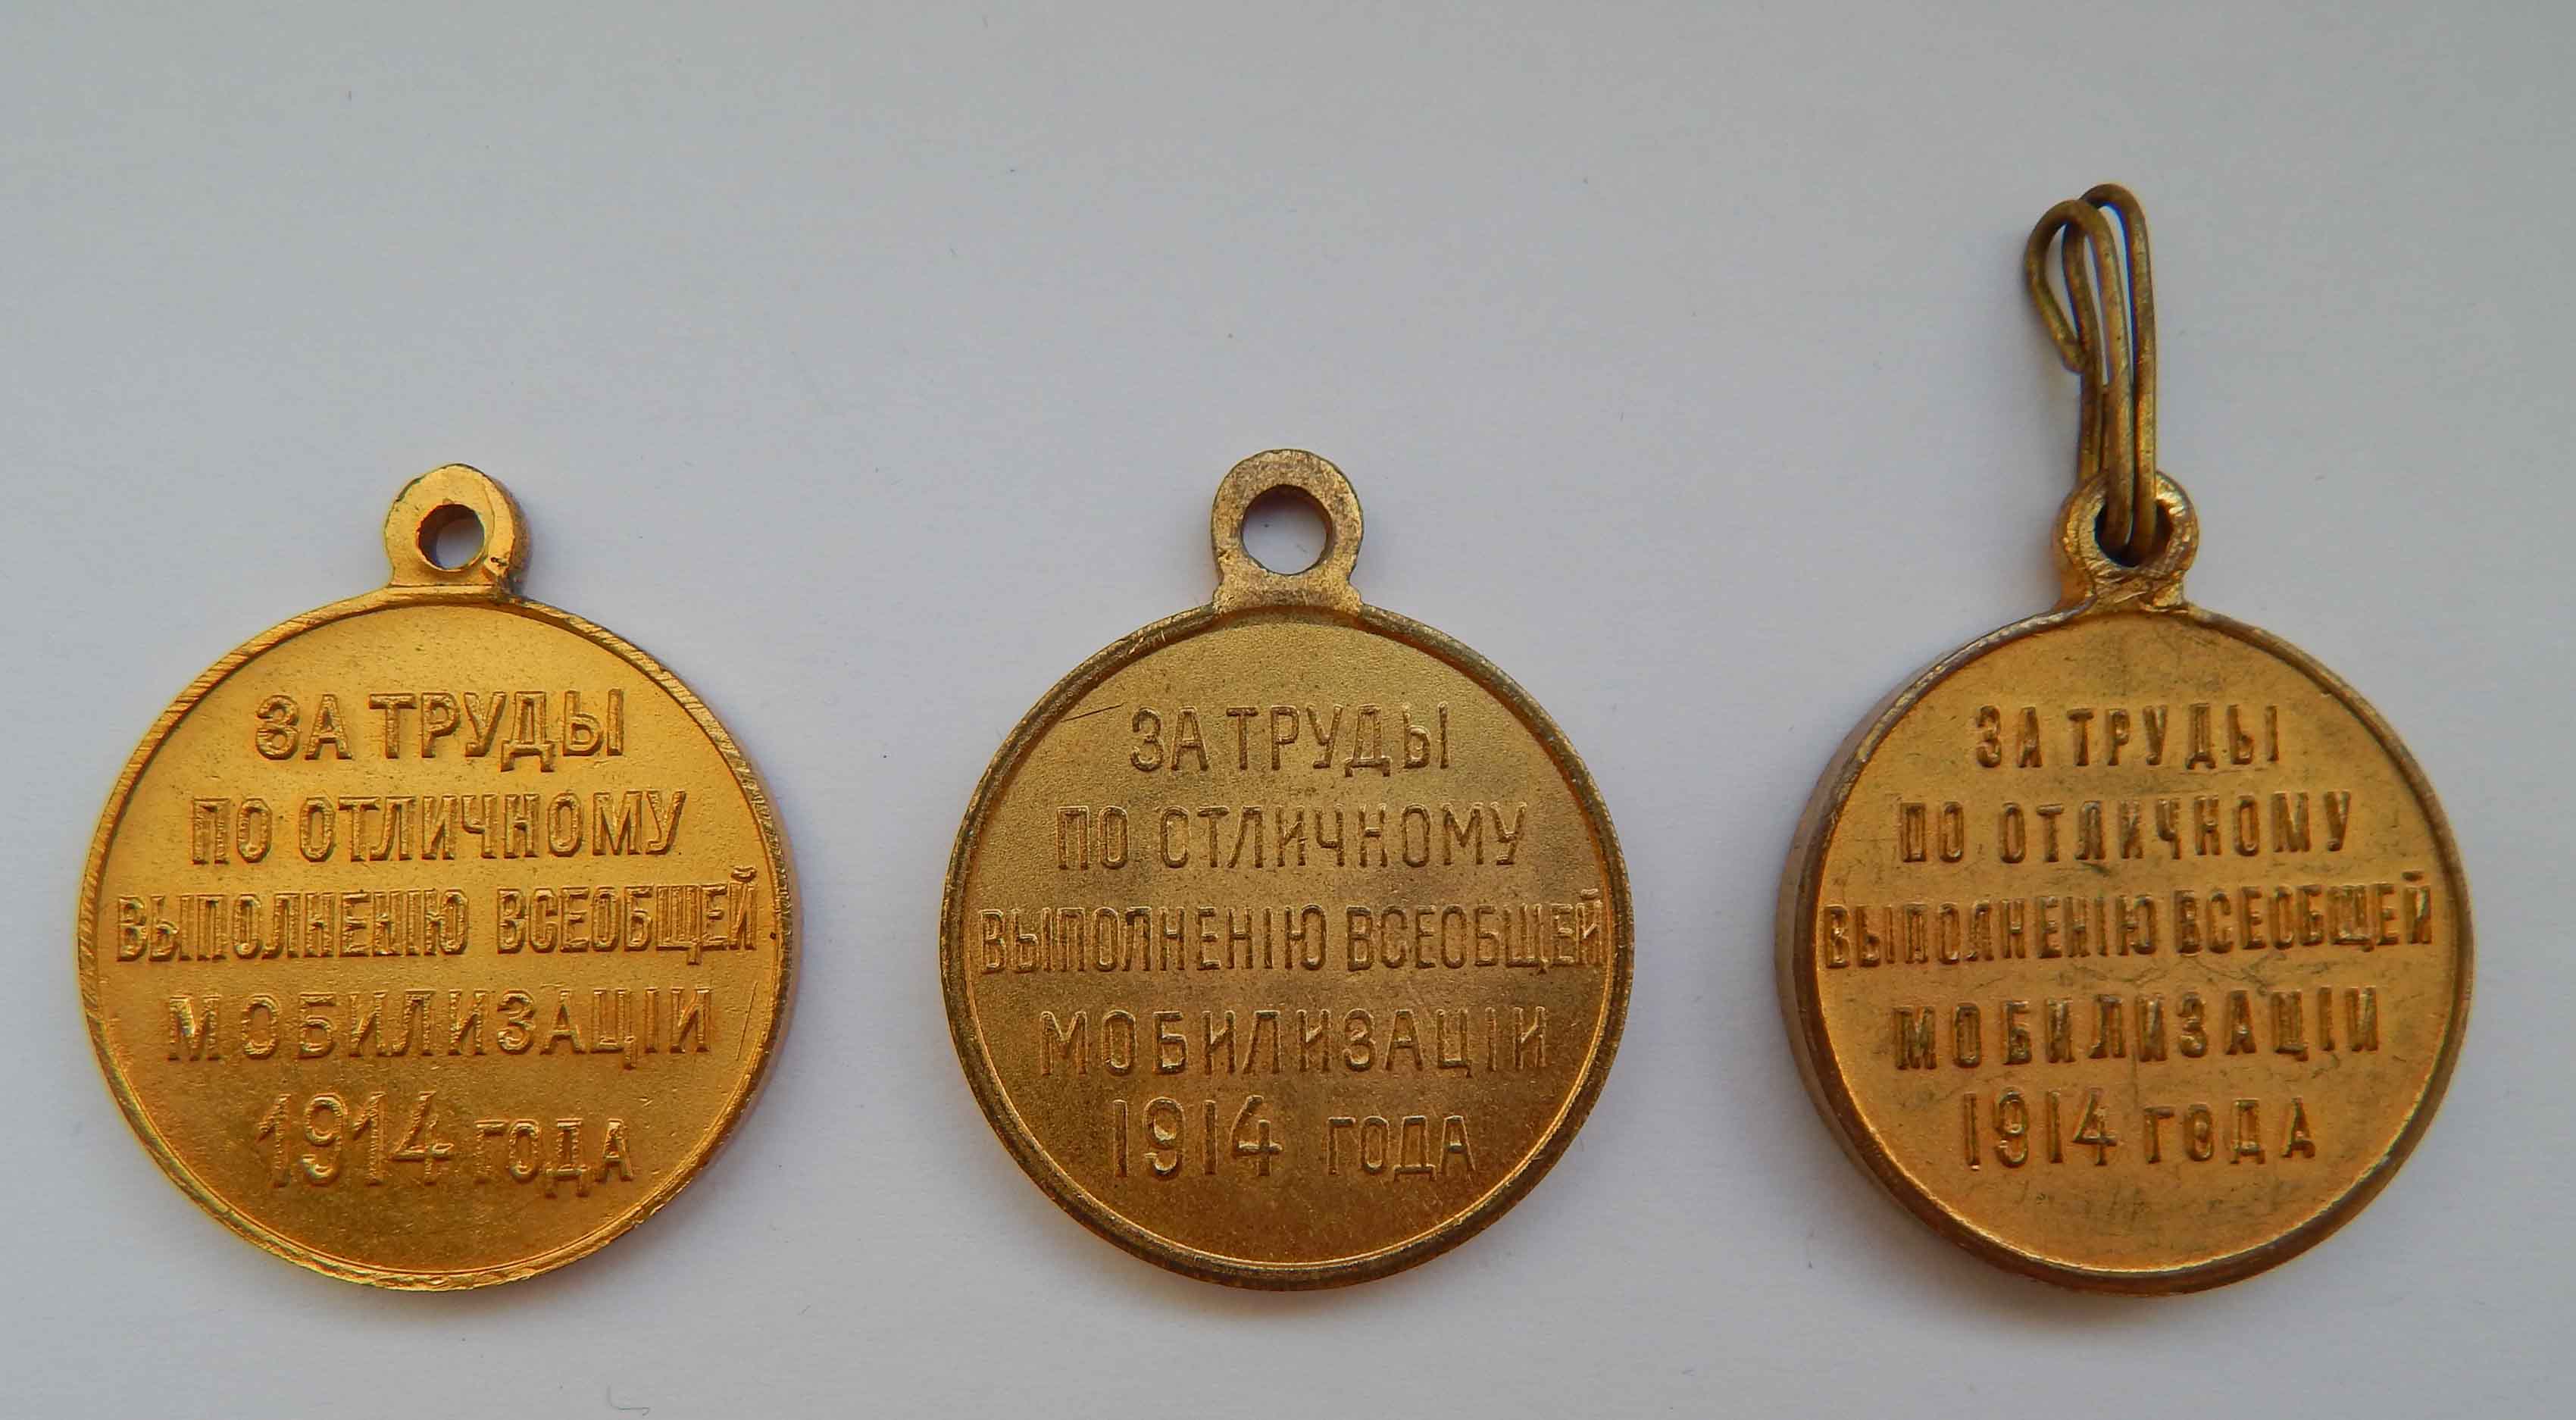 ЗА ТРУДЫ
ПО ОТЛИЧНОМУ
ВЫПОЛНЕНІЮ ВСЕОБЩЕЙ
МОБИЛИЗАЦІИ
1914 ГОДА
ЗА ТРУДЫ
ПО ОТЛИЧНОМУ
ВЫПОЛНЕНІЮ ВСЕОБЩЕЙ
МОБИЛИЗАЦІИ
1914 ГОДА
ЗА ТРУДЫ
ПО ОТЛИЧНОМУ
ВЫПОЛНЕНІЮ ВСЕОБЩЕЙ
МОБИЛИЗАЦІИ
1914 ГОДА